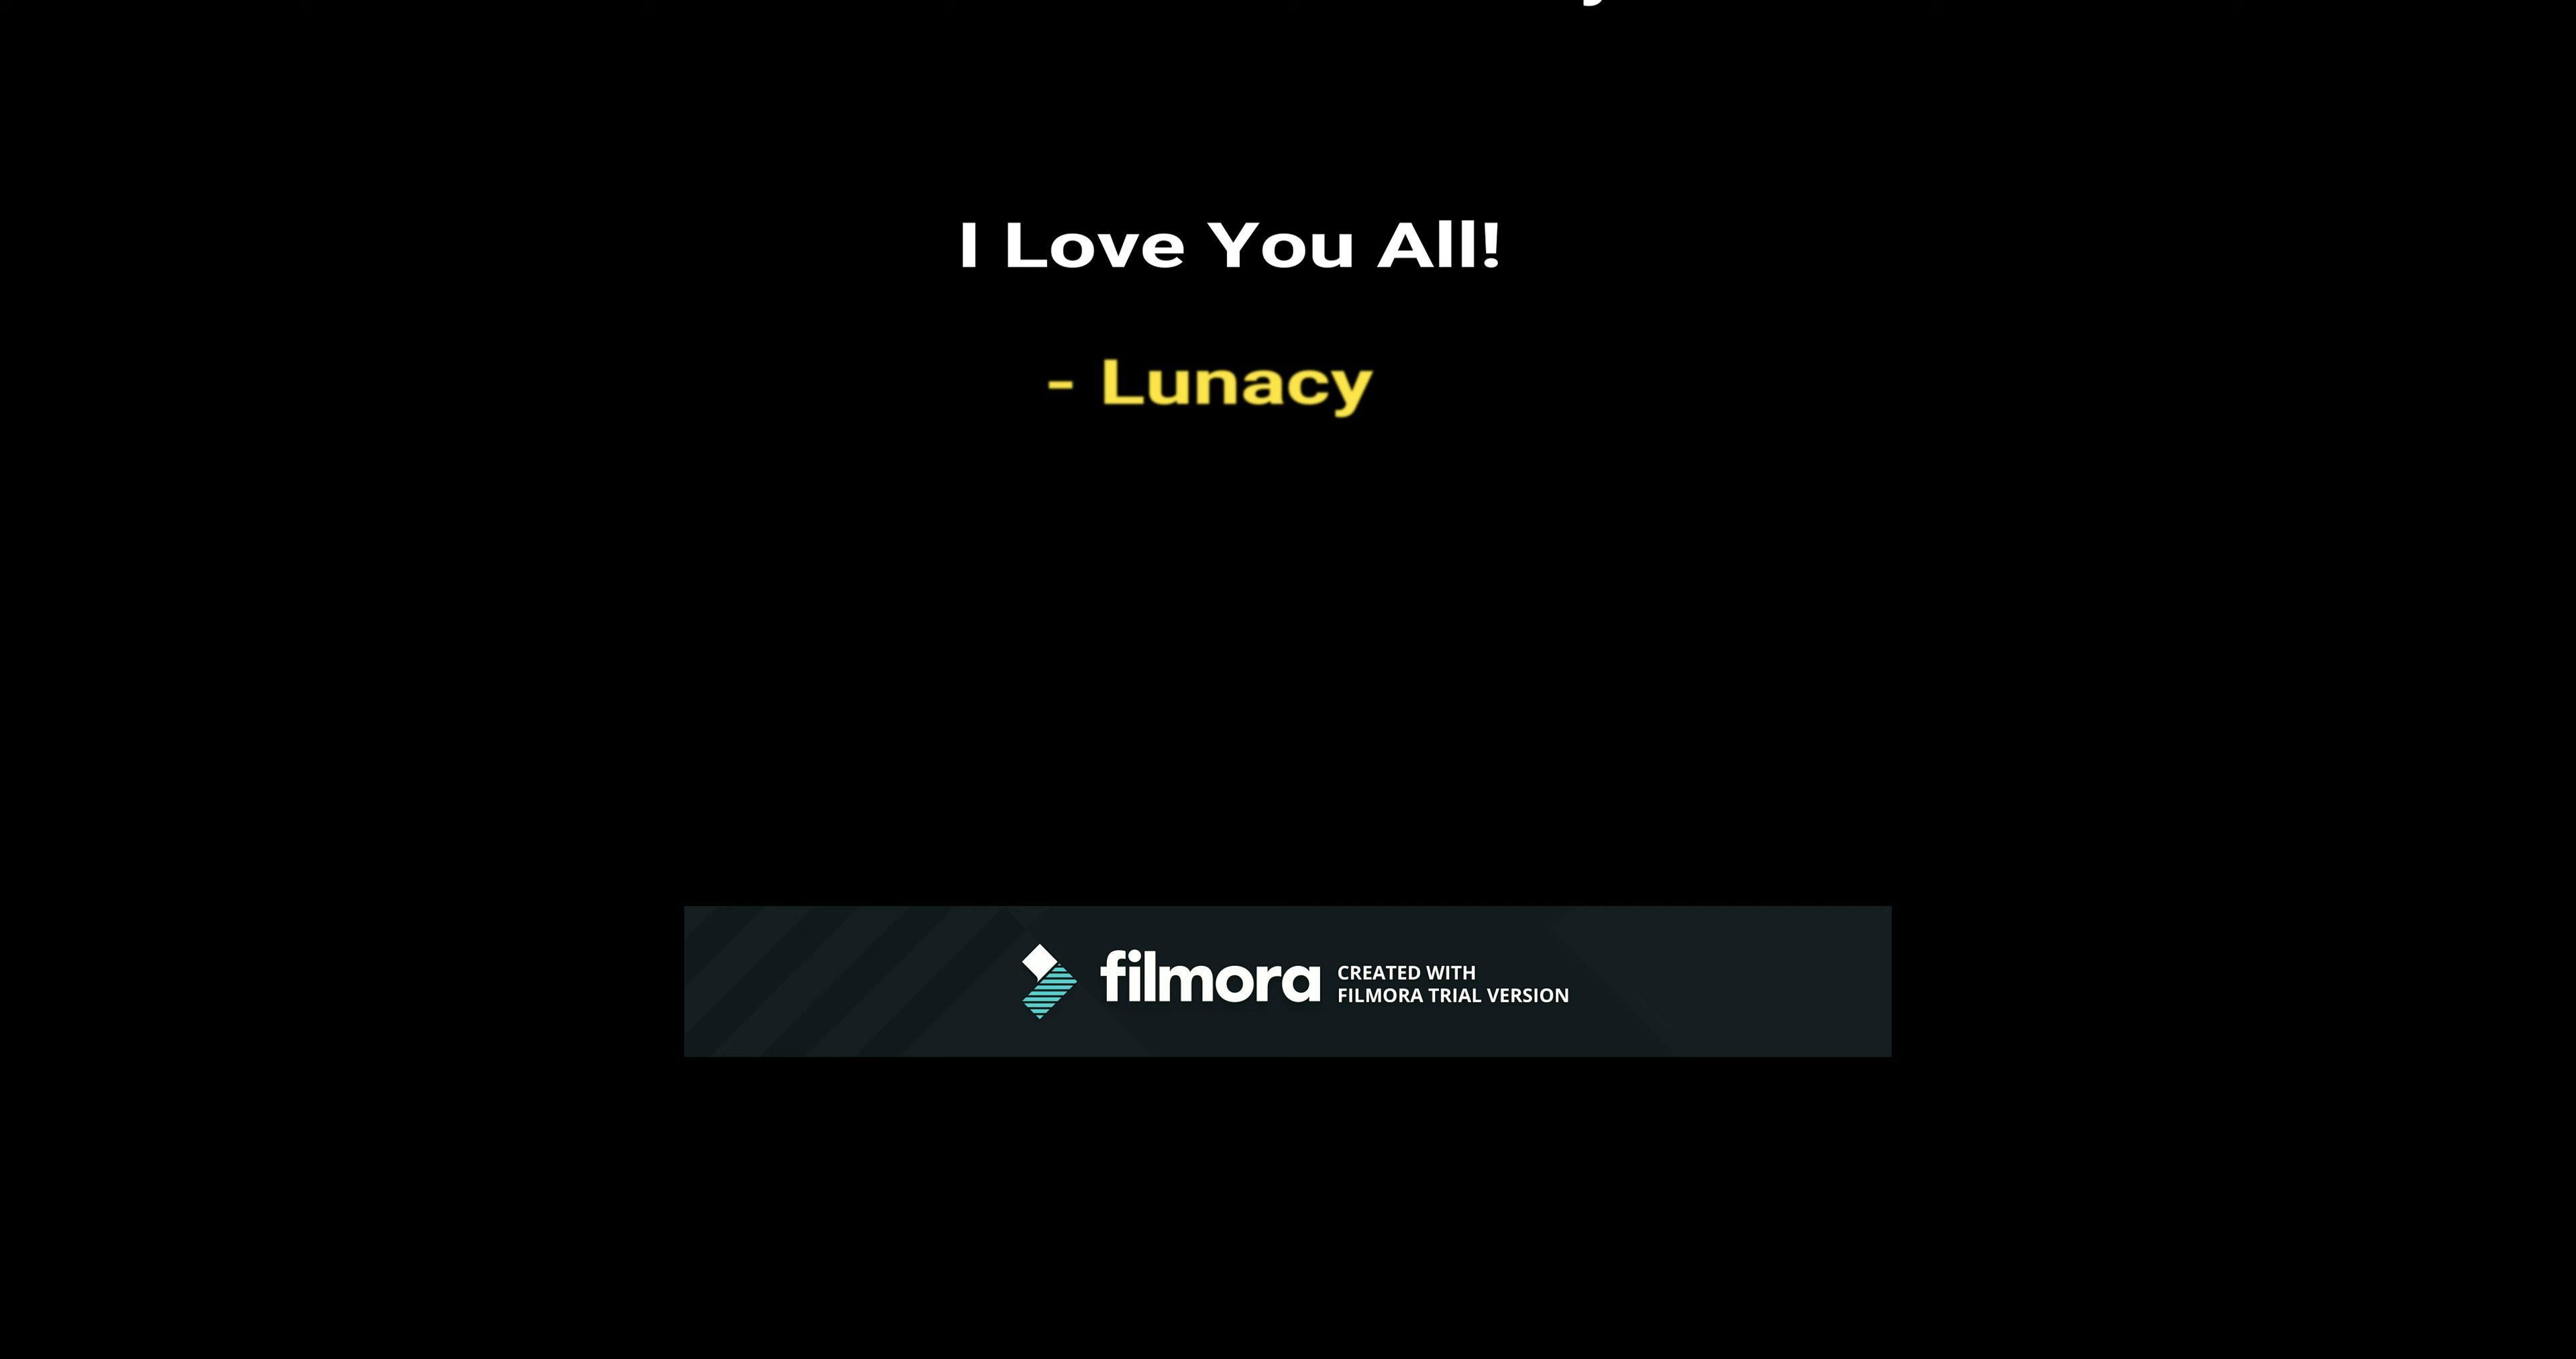 I Love You All!
- Lunacy
filmora
CREATED WITH
FILMORA TRIAL VERSION